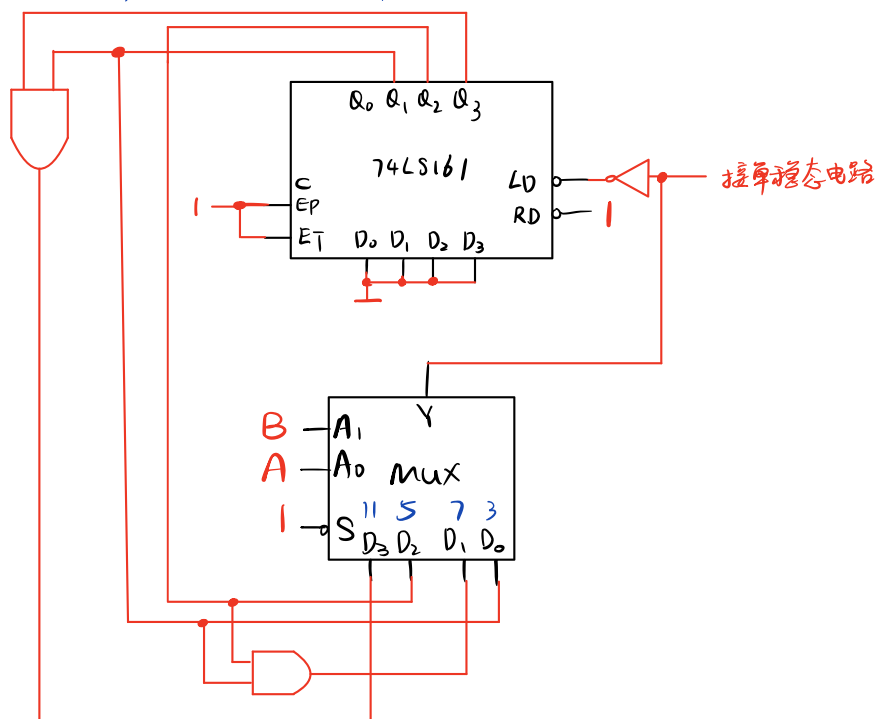 Q₀ Q₁ Q₂ Q₃
74LS161
C
EP
ET
1
LD
RD
1
接单稳态电路
D₀ D₁ D₂ D₃
Y
B A₁
A A₀
MUX
1 S
11 5 7 3
D₃ D₂ D₁ D₀